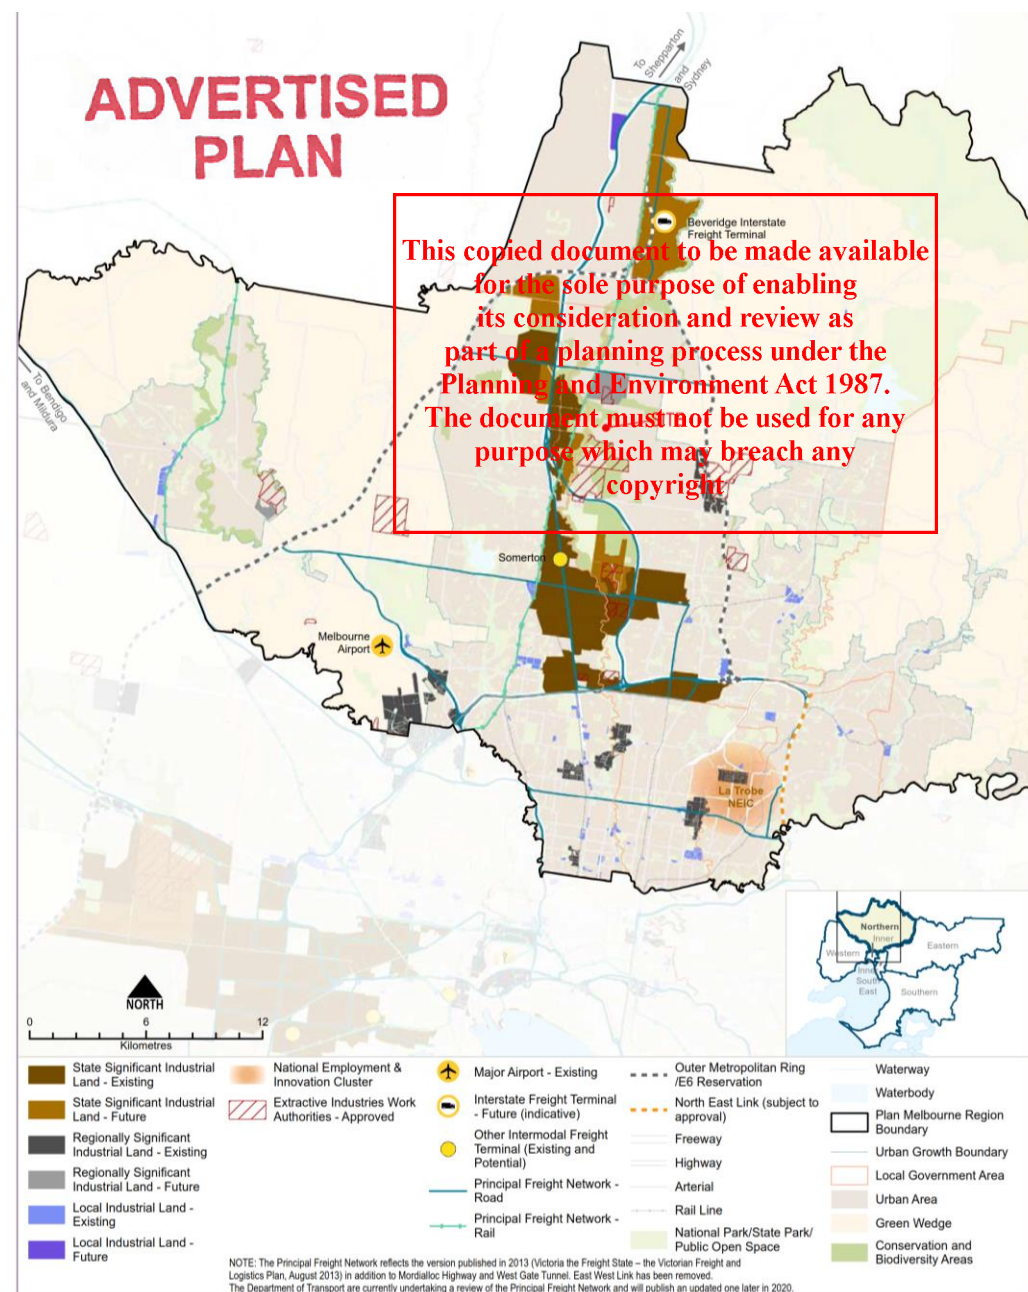 To
Shepparton
and
Sydney
ADVERTISED
PLAN
Beveridge Interstate
Freight Terminal
This copied document to be made available
for the sole purpose of enabling
its consideration and review as
part of a planning process under the
Planning and Environment Act 1987.
The document must not be used for any
purpose which may breach any
copyright
To Bendigo
and Mildura
Somerton
Melbourne
Airport
La Trobe
NEIC
Northern
Inner
Western
Eastern
Inner
South
East
Southern
NORTH
0
6
12
Kilometres
State Significant Industrial
Land - Existing
State Significant Industrial
Land - Future
Regionally Significant
Industrial Land - Existing
Regionally Significant
Industrial Land - Future
Local Industrial Land -
Existing
Local Industrial Land -
Future
National Employment &
Innovation Cluster
Extractive Industries Work
Authorities - Approved
Major Airport - Existing
Interstate Freight Terminal
- Future (indicative)
Other Intermodal Freight
Terminal (Existing and
Potential)
Principal Freight Network -
Road
Principal Freight Network -
Rail
Outer Metropolitan Ring
/E6 Reservation
North East Link (subject to
approval)
Freeway
Highway
Arterial
Rail Line
National Park/State Park/
Public Open Space
Waterway
Waterbody
Plan Melbourne Region
Boundary
Urban Growth Boundary
Local Government Area
Urban Area
Green Wedge
Conservation and
Biodiversity Areas
NOTE: The Principal Freight Network reflects the version published in 2013 (Victoria the Freight State – the Victorian Freight and
Logistics Plan, August 2013) in addition to Mordialloc Highway and West Gate Tunnel. East West Link has been removed.
The Department of Transport are currently undertaking a review of the Principal Freight Network and will publish an updated one later in 2020.